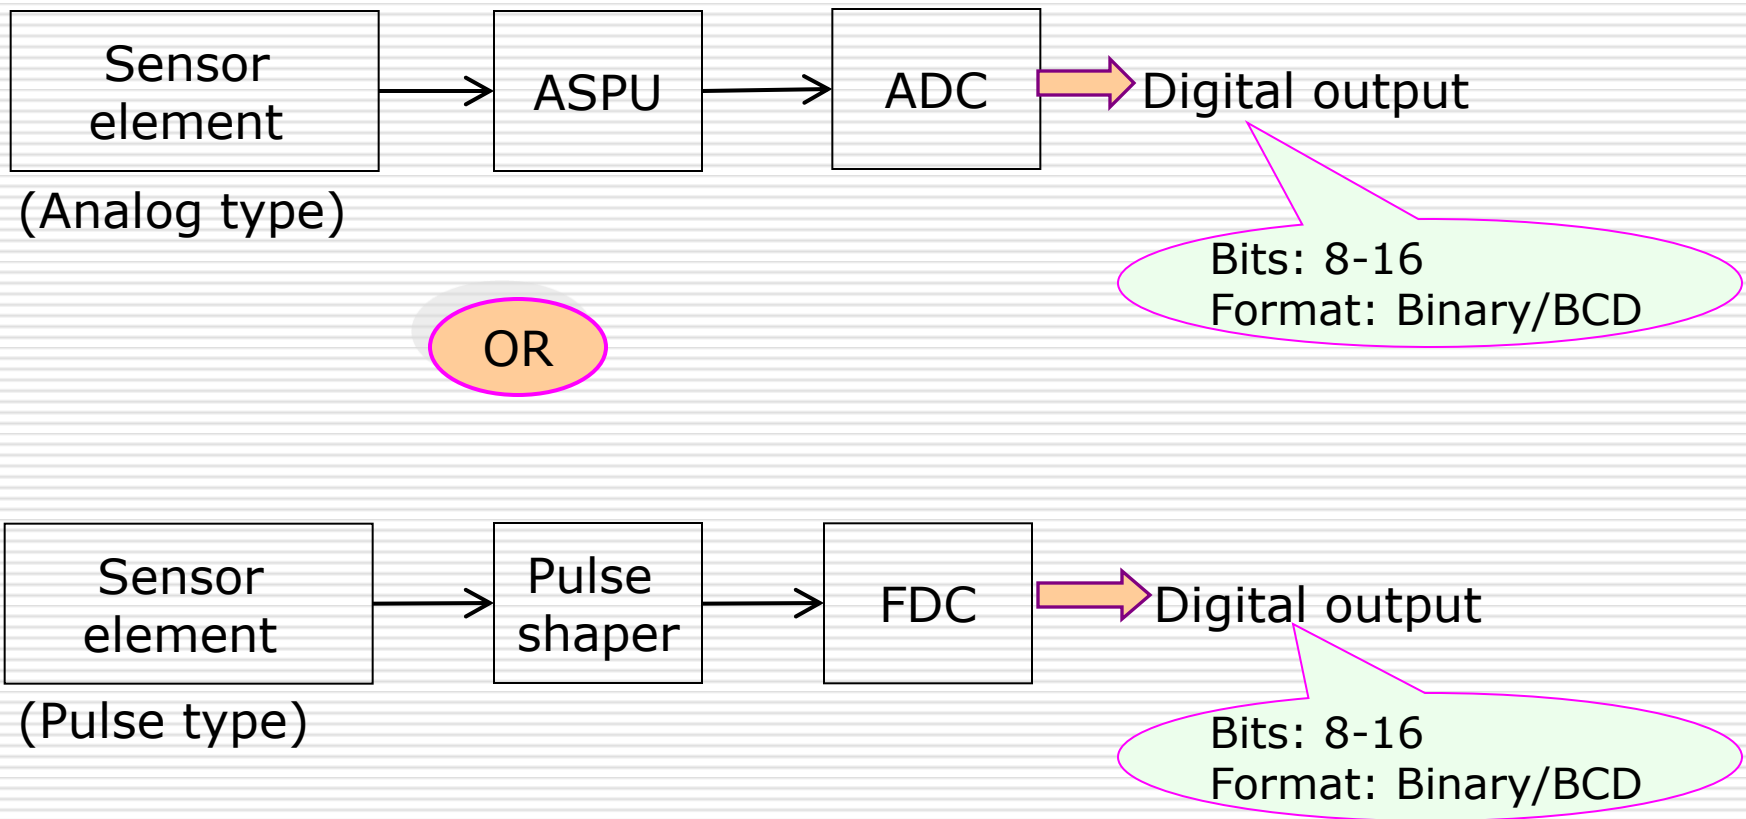 Sensor
element
ASPU
ADC
Digital output
(Analog type)
Bits: 8-16
Format: Binary/BCD
OR
Sensor
element
Pulse
shaper
FDC
Digital output
(Pulse type)
Bits: 8-16
Format: Binary/BCD